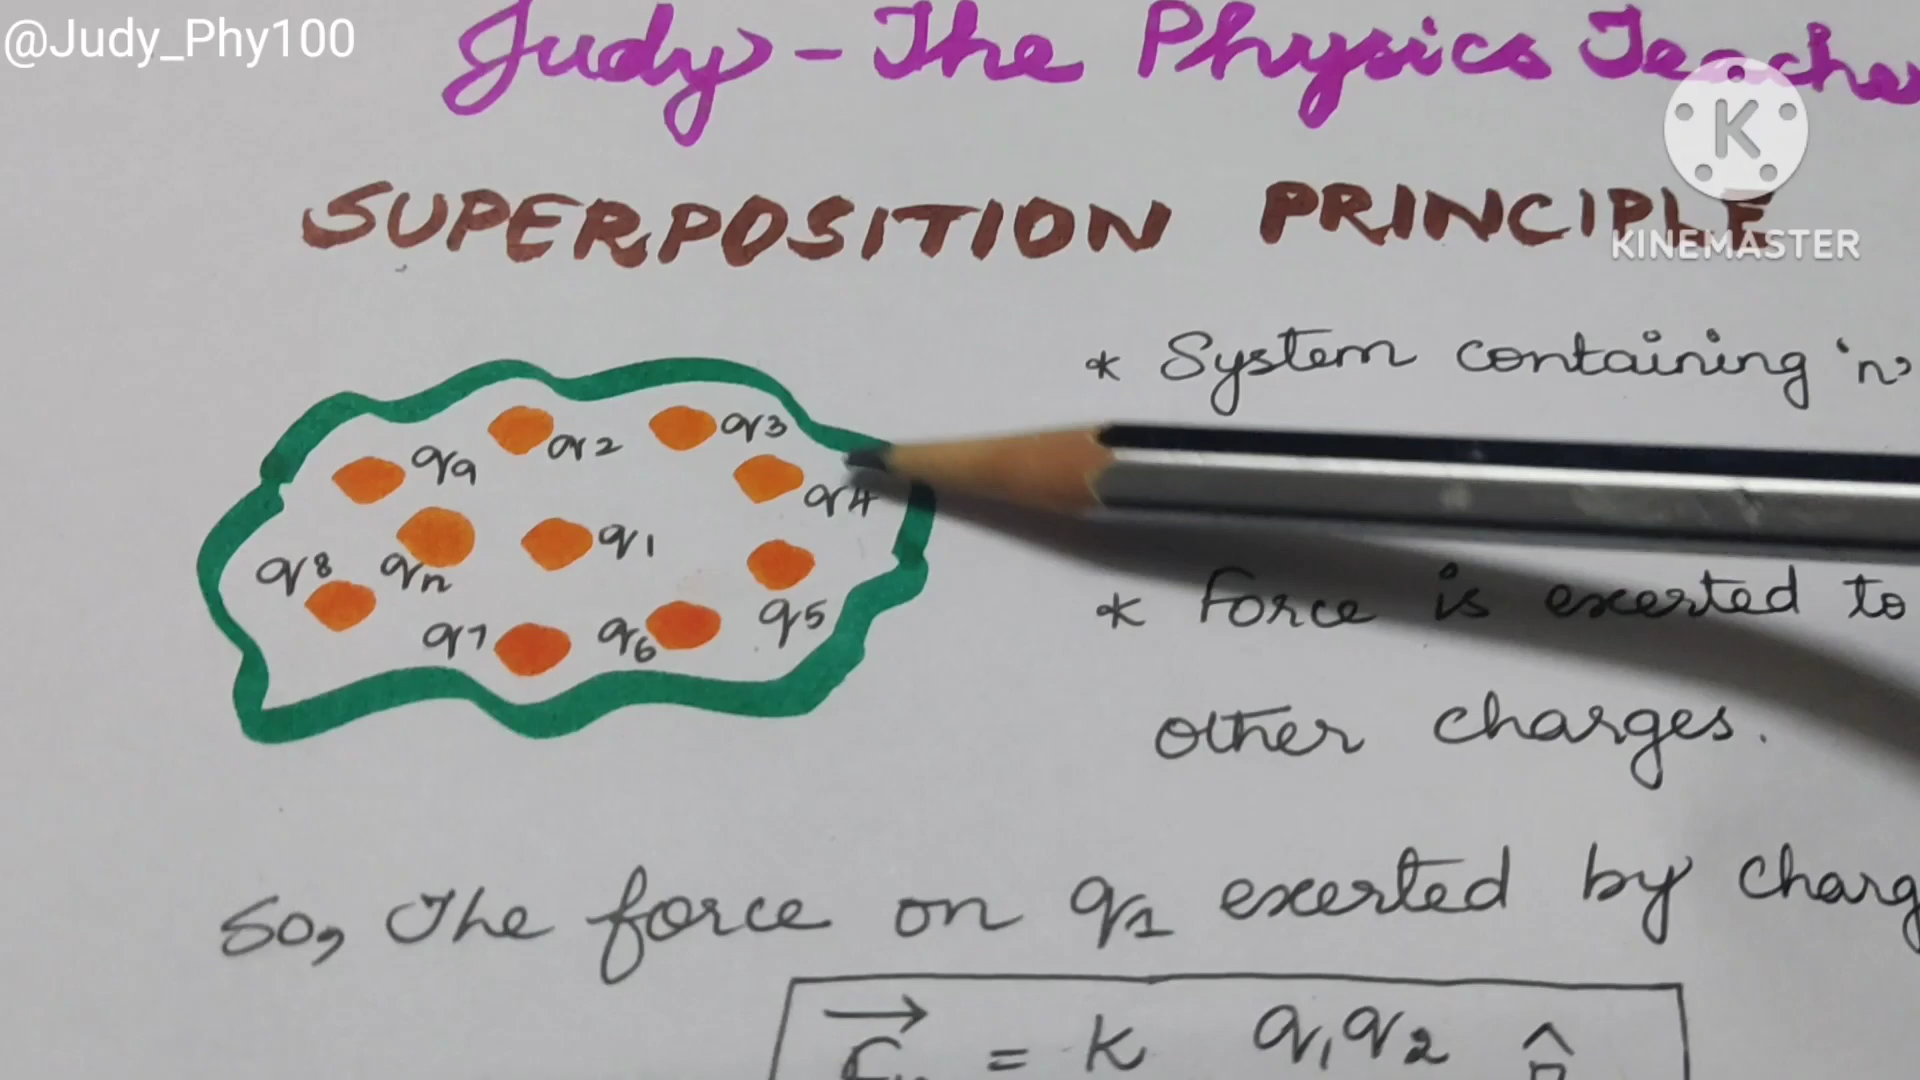 @Judy_Phy100
Judy - The Physics Teacher
K
SUPERPOSITION PRINCIPLE
KINEMASTER
* System containing 'n'
q9 q2 q3
q4
q8 qn q1
q7 q6 q5
* Force is exerted to
other charges.
So, The force on q1 exerted by charg
= K q1q2